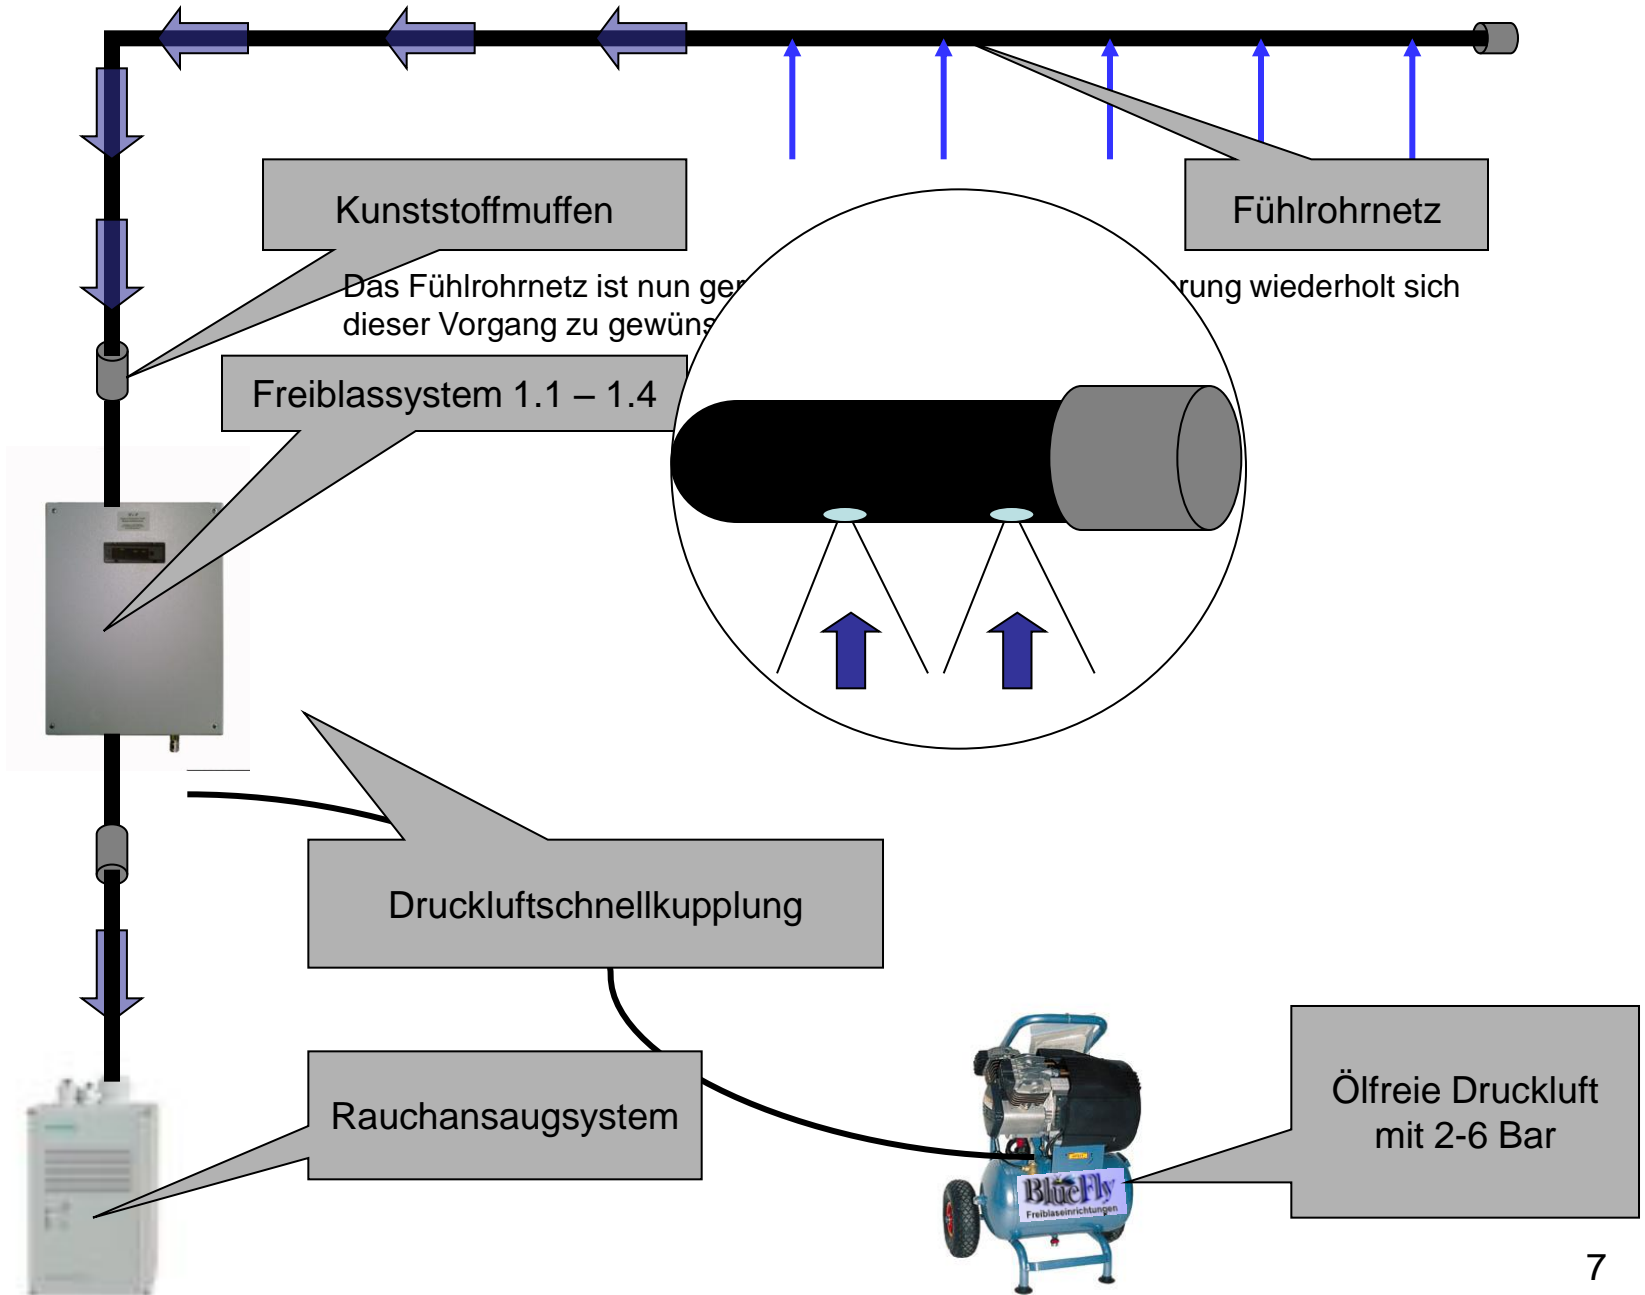 Kunststoffmuffen
Fühlrohrnetz
Das Fühlrohrnetz ist nun ger rung wiederholt sich
dieser Vorgang zu gewüns
Freiblassystem 1.1 – 1.4
Druckluftschnellkupplung
Rauchansaugsystem
Ölfreie Druckluft
mit 2-6 Bar
BlueFly
Freiblaseinrichtungen
7